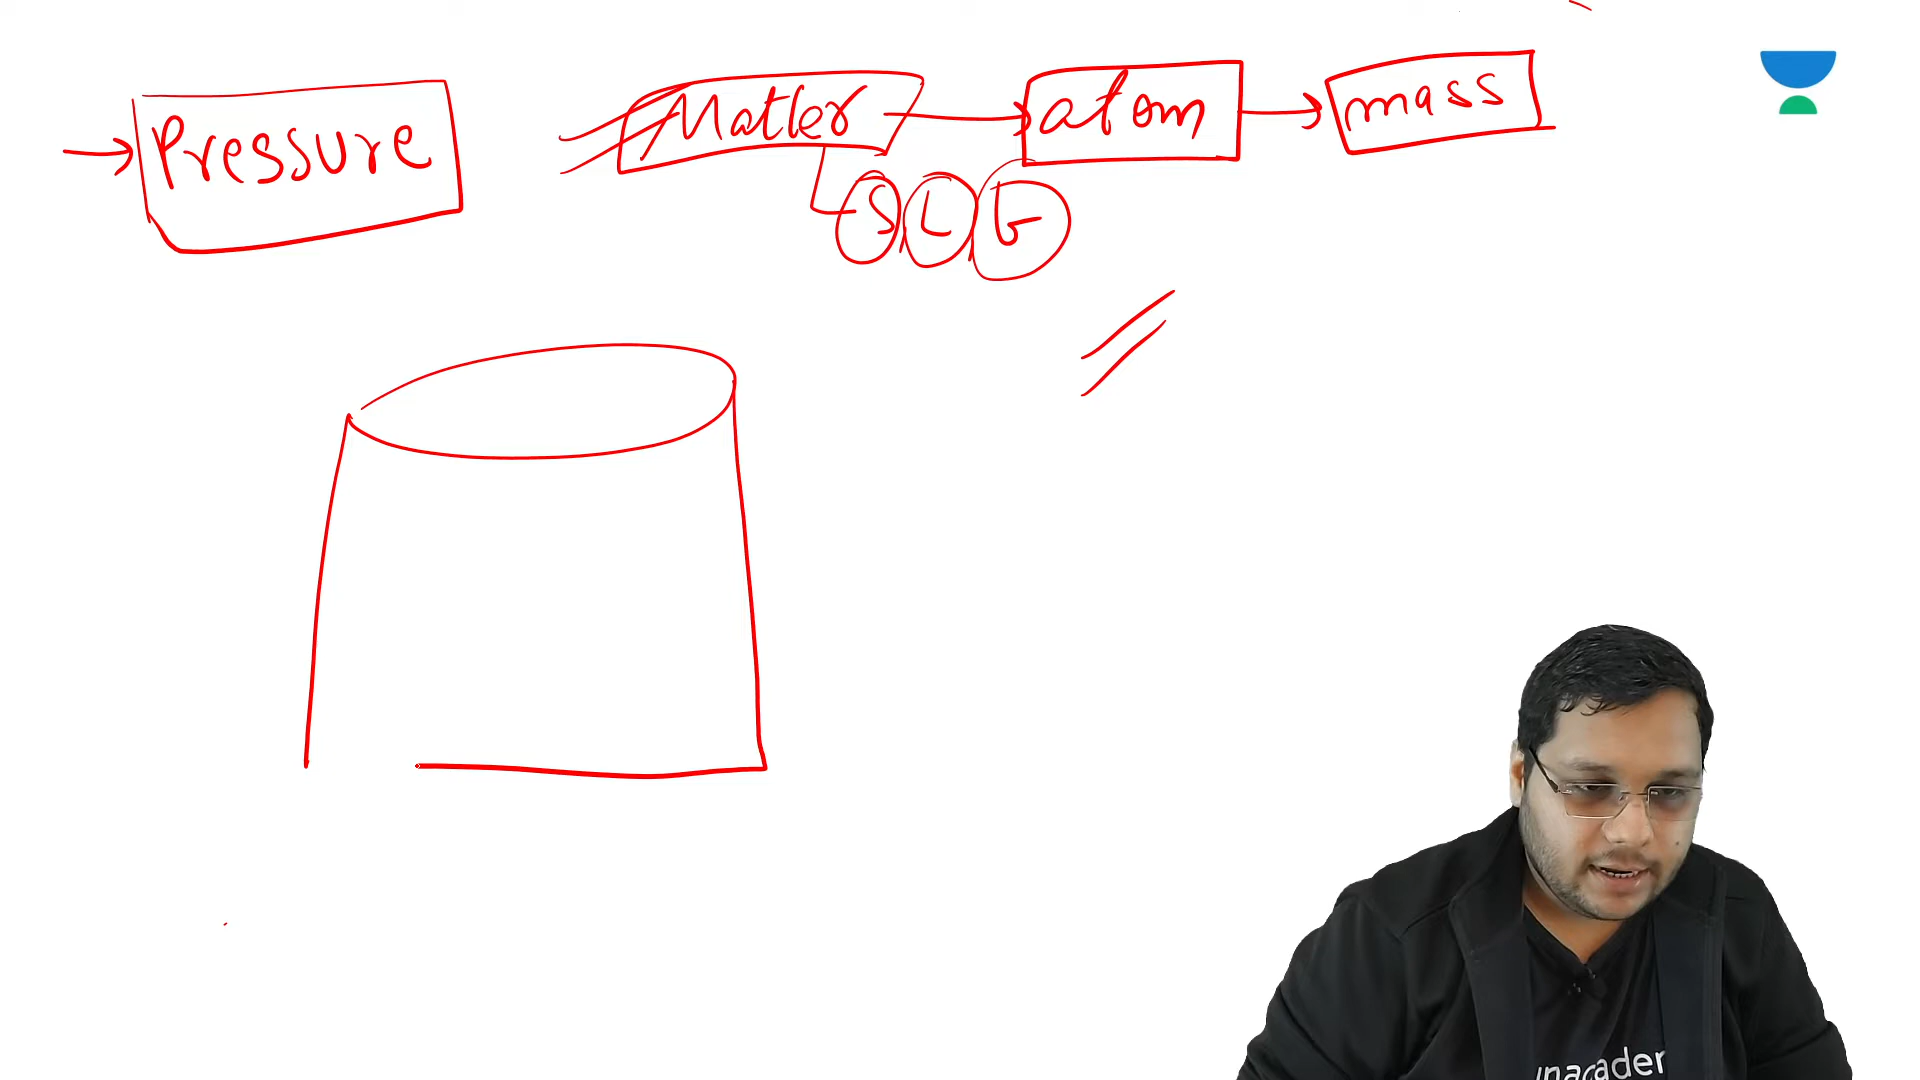 Pressure
Matter
atom
mass
S, L, G
unacader